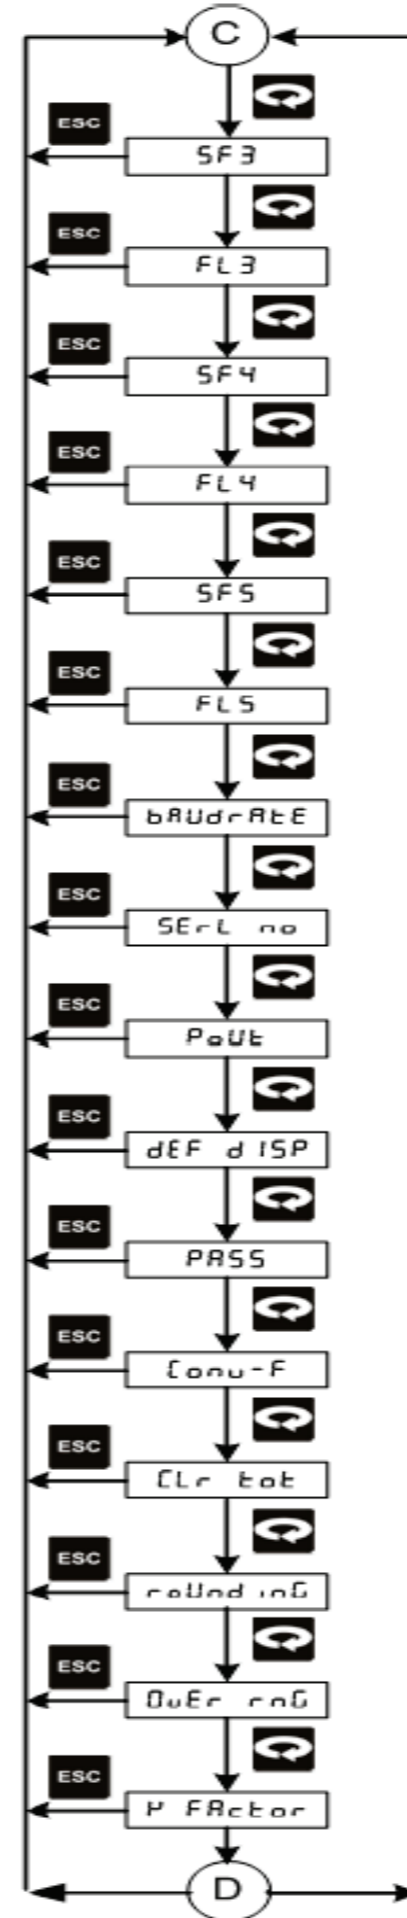 C
ESC
SF3
ESC
FL3
ESC
SF4
ESC
FL4
ESC
SF5
ESC
FL5
ESC
bAUdrAtE
ESC
SErL no
ESC
PoUt
ESC
dEF dISP
ESC
PASS
ESC
Conv-F
ESC
CLr tot
ESC
roUndinG
ESC
OvEr rnG
ESC
K FActor
D